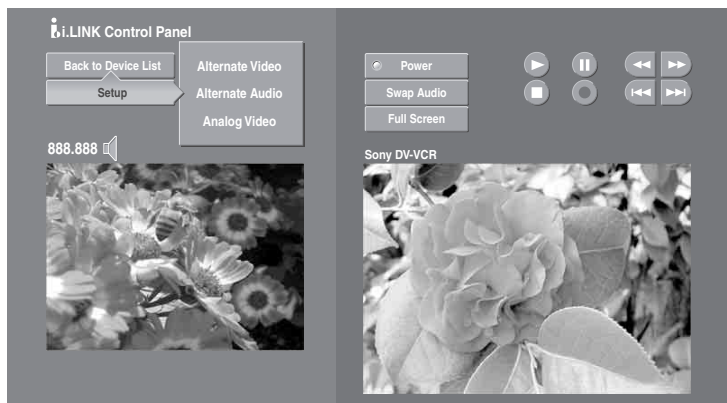 i.LINK Control Panel
Back to Device List
Setup
Alternate Video
Alternate Audio
Analog Video
888.888
Power
Swap Audio
Full Screen
Sony DV-VCR